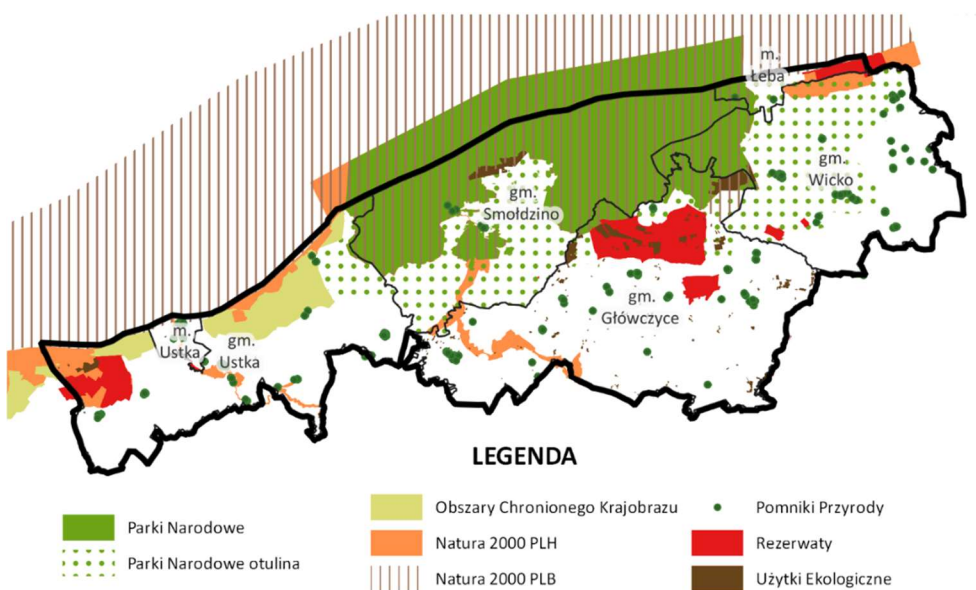 m.
Łeba
gm.
Wicko
gm.
Smołdzino
gm.
Główczyce
m.
Ustka
gm.
Ustka
LEGENDA
Parki Narodowe
Parki Narodowe otulina
Obszary Chronionego Krajobrazu
Natura 2000 PLH
Natura 2000 PLB
Pomniki Przyrody
Rezerwaty
Użytki Ekologiczne